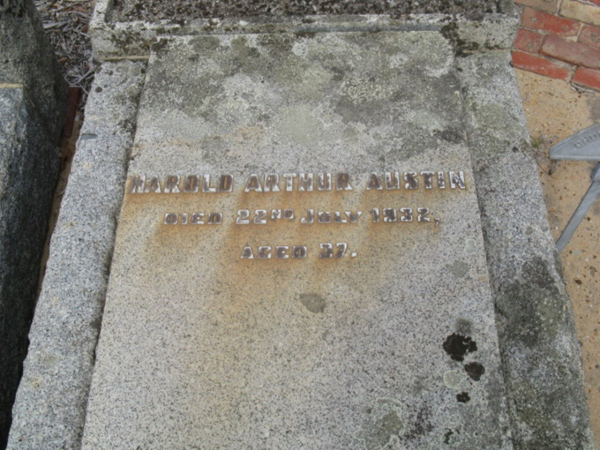 HAROLD ARTHUR AUSTIN
DIED 22ND JULY 1932.
AGED 37.